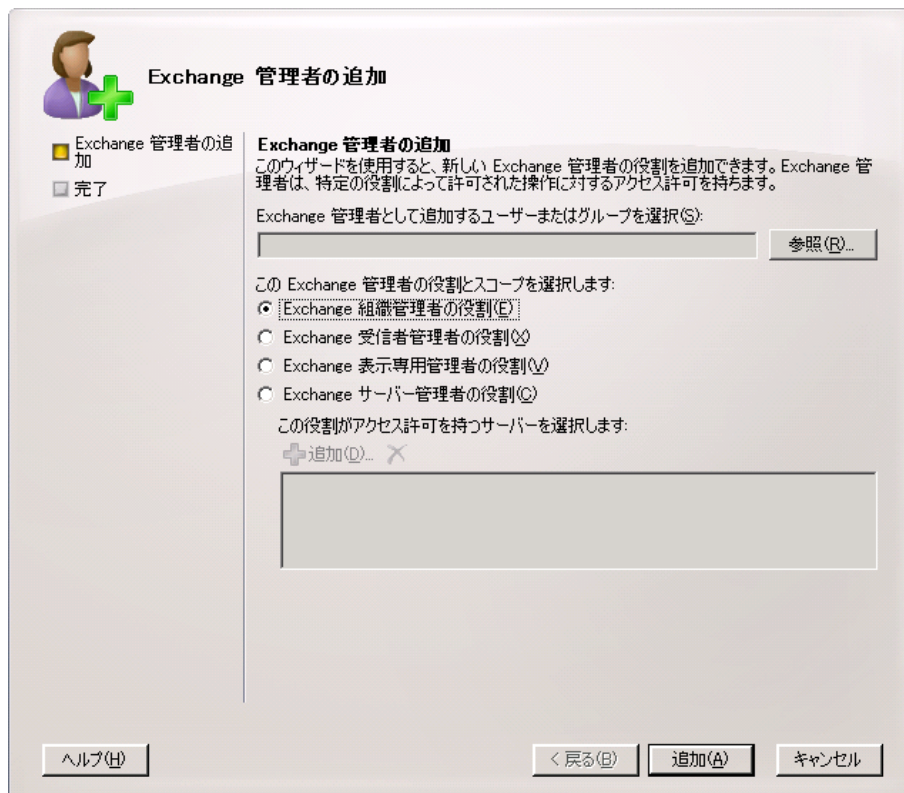 Exchange 管理者の追加
Exchange 管理者の追
加
完了
Exchange 管理者の追加
このウィザードを使用すると、新しい Exchange 管理者の役割を追加できます。Exchange 管
理者は、特定の役割によって許可された操作に対するアクセス許可を持ちます。
Exchange 管理者として追加するユーザーまたはグループを選択(S):
参照(R)...
この Exchange 管理者の役割とスコープを選択します:
Exchange 組織管理者の役割(E)
Exchange 受信者管理者の役割(X)
Exchange 表示専用管理者の役割(V)
Exchange サーバー管理者の役割(C)
この役割がアクセス許可を持つサーバーを選択します:
追加(D)...
ヘルプ(H)
< 戻る(B)
追加(A)
キャンセル